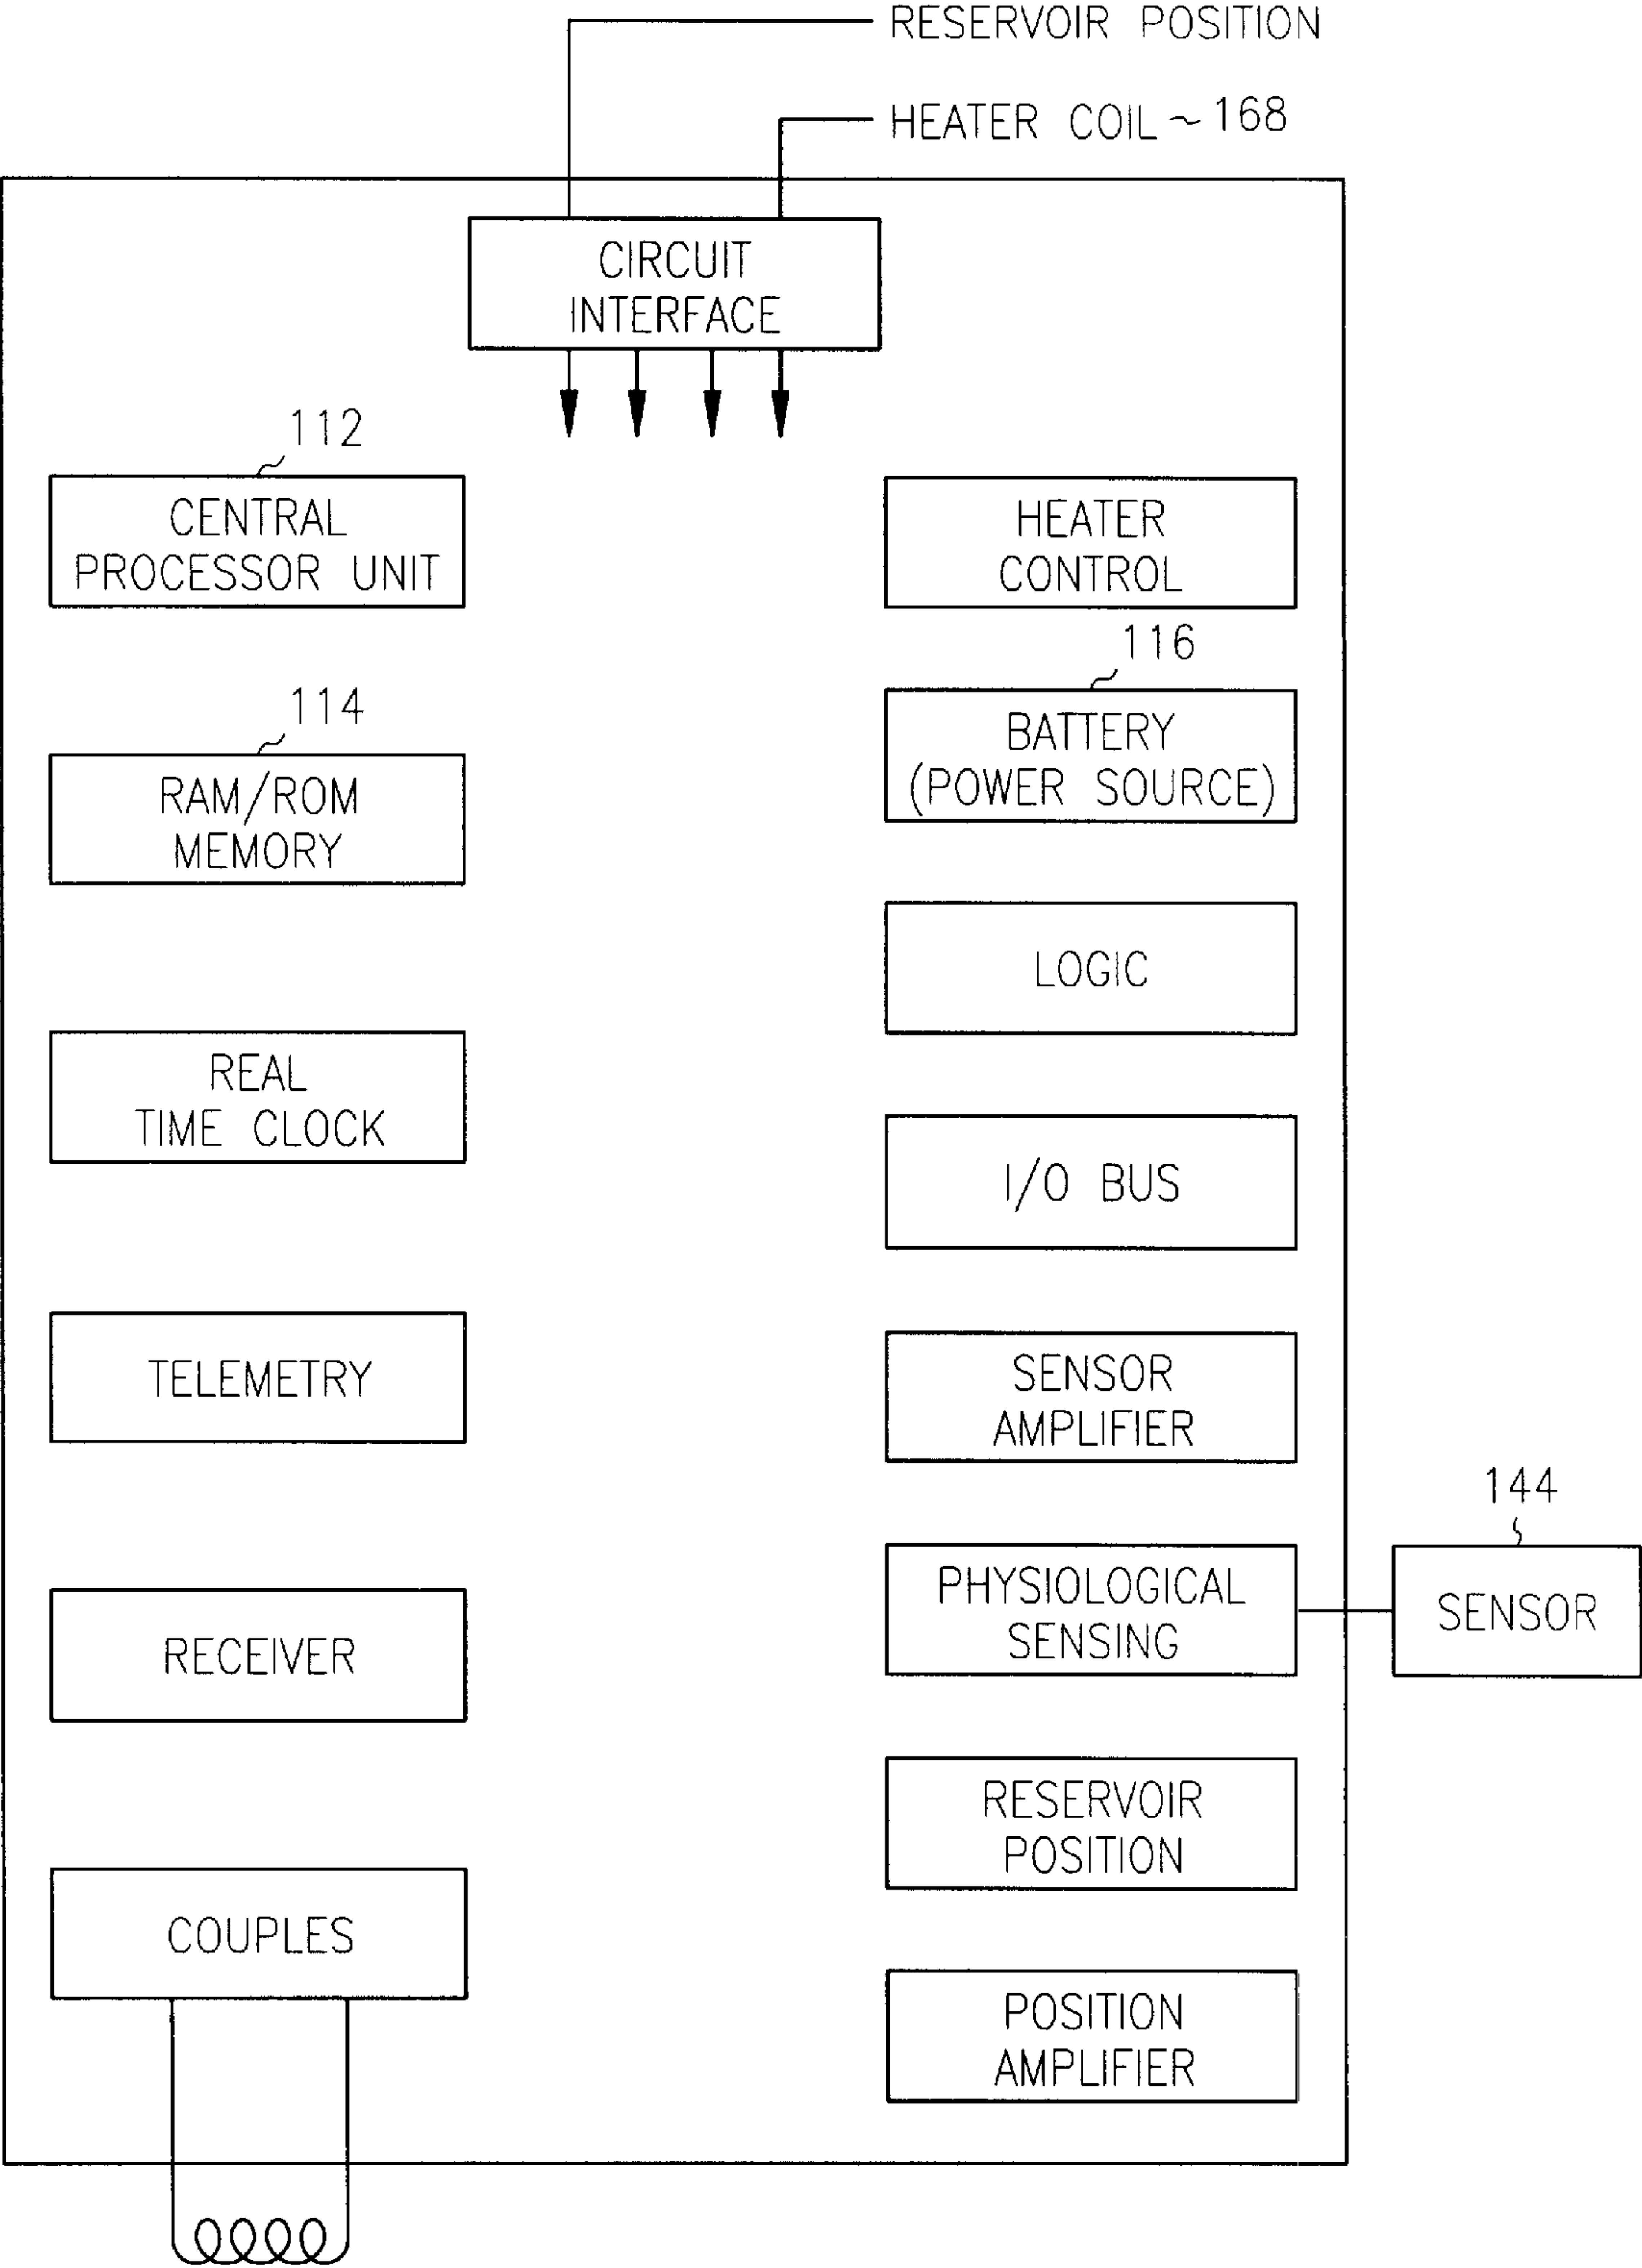 RESERVOIR POSITION
HEATER COIL ~ 168
CIRCUIT
INTERFACE
112
CENTRAL
PROCESSOR UNIT
114
RAM/ROM
MEMORY
REAL
TIME CLOCK
TELEMETRY
RECEIVER
COUPLES
HEATER
CONTROL
116
BATTERY
(POWER SOURCE)
LOGIC
I/O BUS
SENSOR
AMPLIFIER
PHYSIOLOGICAL
SENSING
144
SENSOR
RESERVOIR
POSITION
POSITION
AMPLIFIER